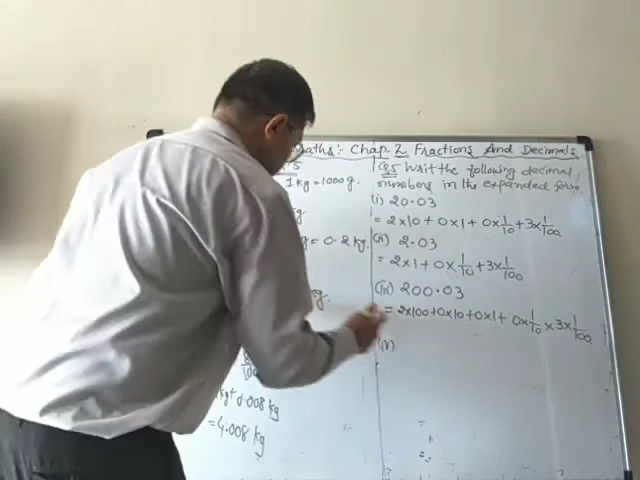 Maths: Chap. 2 Fractions And Decimals
1 kg = 1000 g.
g = 0.2 kg.
kg + 0.008 kg
= 4.008 kg
Q5 Writ the following decimal
numbers in the expanded form
(i) 20.03
= 2×10 + 0×1 + 0×1/10 + 3×1/100
(ii) 2.03
= 2×1 + 0×1/10 + 3×1/100
(iii) 200.03
= 2×100+0×10+0×1+ 0×1/10 × 3×1/100
(iv)